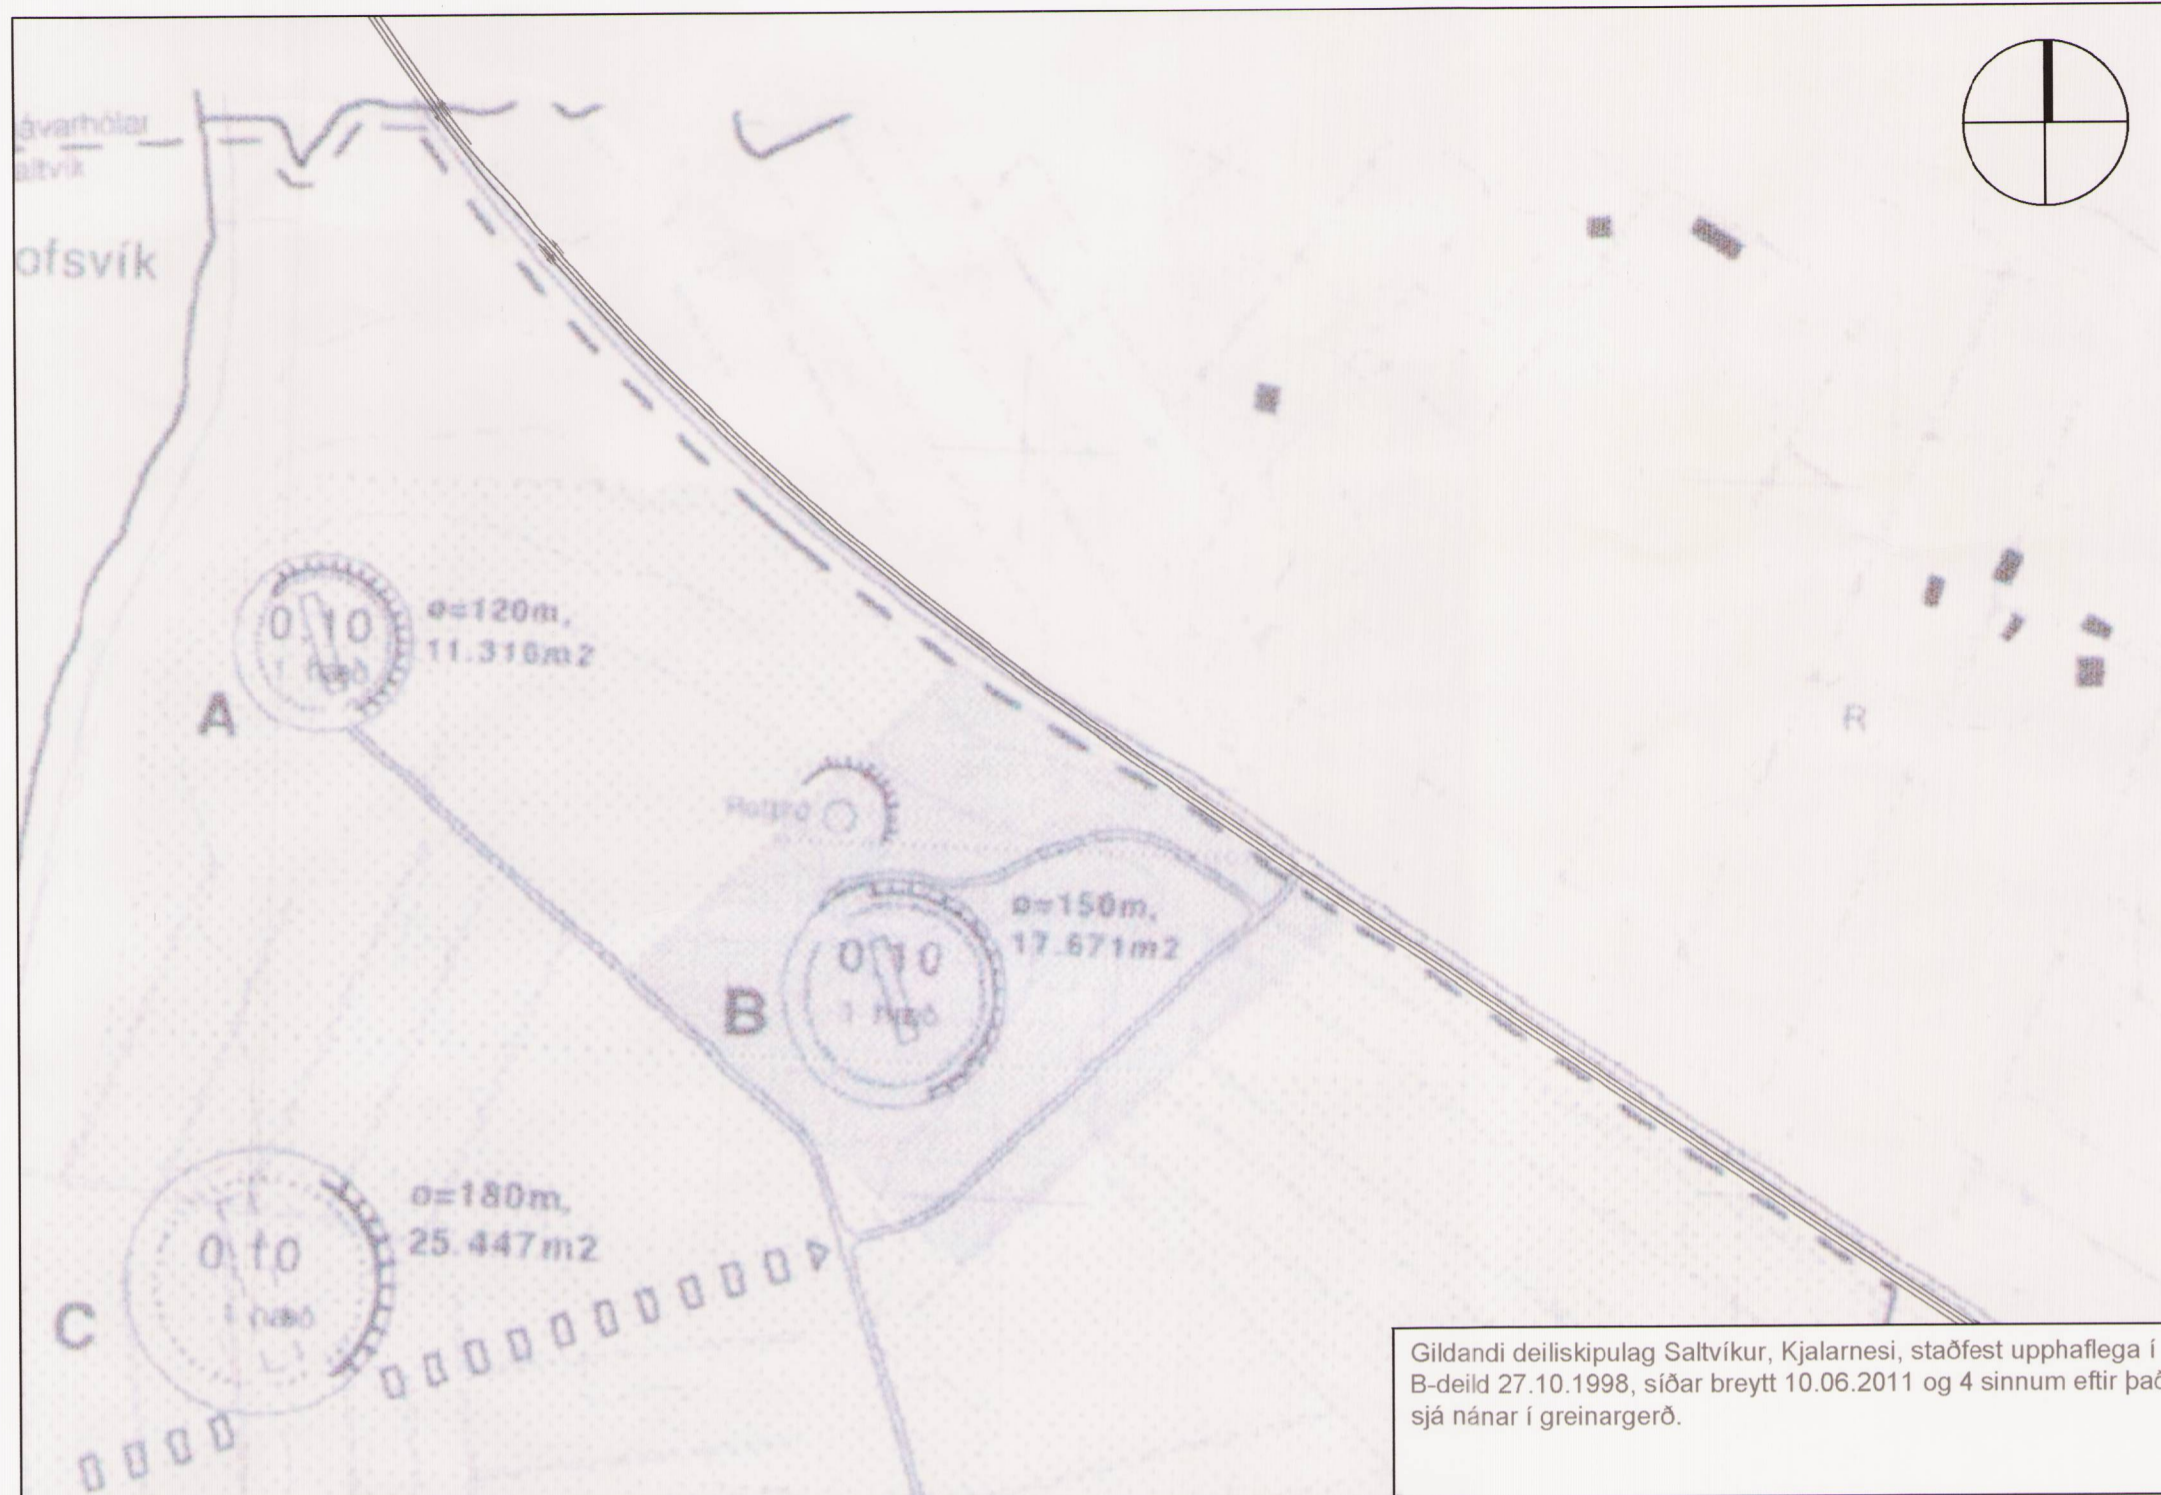 ávarhólar
altvík
ofsvík
0.10
1 hæð
ø=120m,
11.310m2
A
R
Rotþró
ø=150m,
17.671m2
0.10
1 hæð
B
ø=180m,
25.447m2
0.10
1 hæð
C
Gildandi deiliskipulag Saltvíkur, Kjalarnesi, staðfest upphaflega í
B-deild 27.10.1998, síðar breytt 10.06.2011 og 4 sinnum eftir það
sjá nánar í greinargerð.